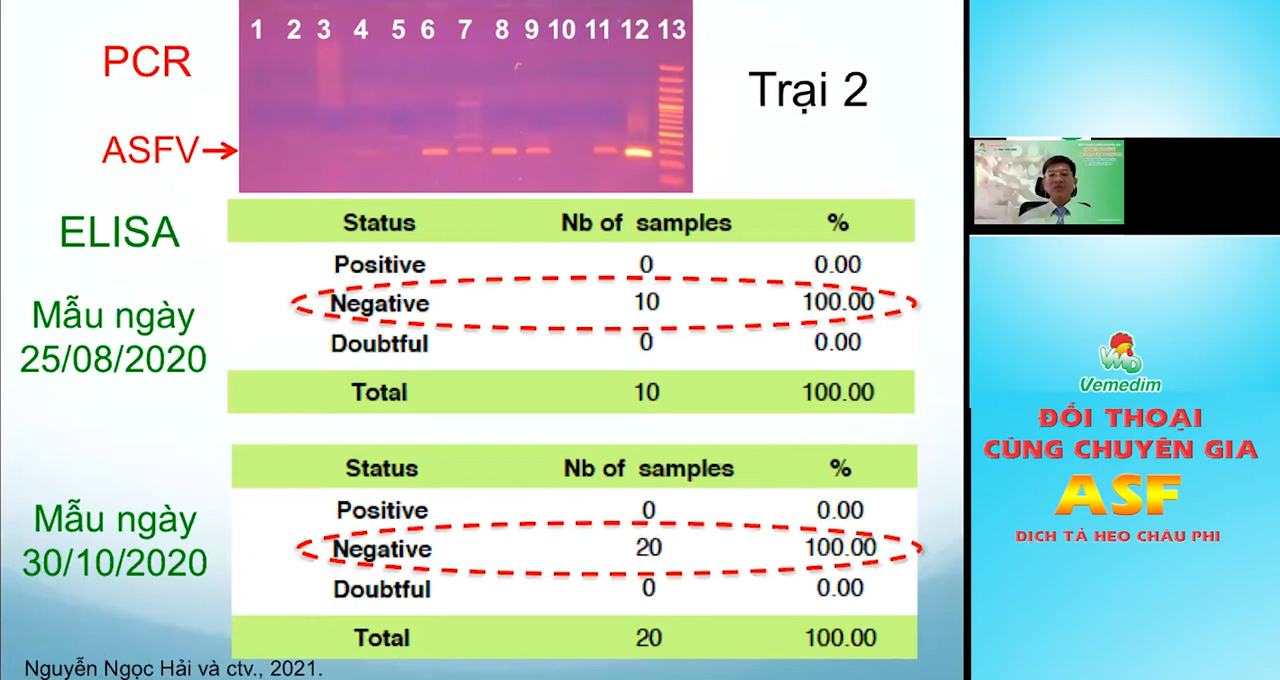 PCR
1 2 3 4 5 6 7 8 9 10 11 12 13
Trại 2
ASFV
ELISA
Status Nb of samples %
Positive 0 0.00
Negative 10 100.00
Doubtful 0 0.00
Total 10 100.00
Mẫu ngày
25/08/2020
Status Nb of samples %
Positive 0 0.00
Negative 20 100.00
Doubtful 0 0.00
Total 20 100.00
Mẫu ngày
30/10/2020
Nguyễn Ngọc Hải và ctv., 2021.
VMD
Vemedim
ĐỐI THOẠI
CÙNG CHUYÊN GIA
ASF
DỊCH TẢ HEO CHÂU PHI